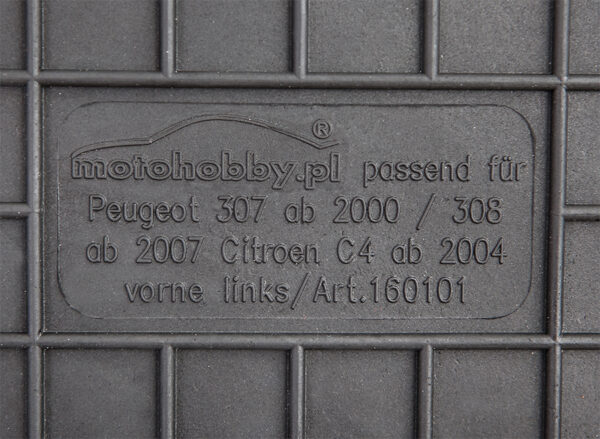 motohobby.pl ® passend für
Peugeot 307 ab 2000 / 308
ab 2007 Citroen C4 ab 2004
vorne links/Art.160101